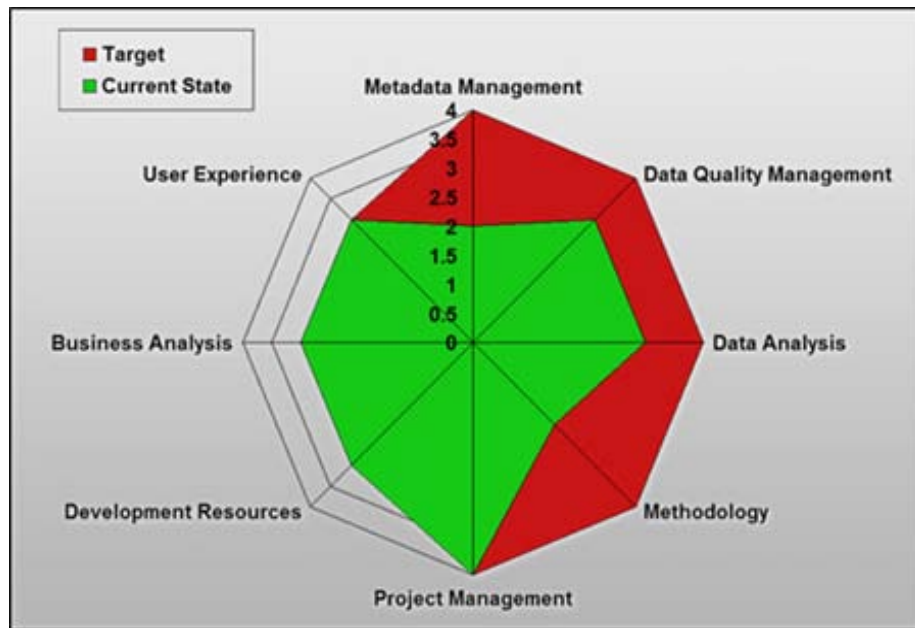 Target
Current State
Metadata Management
4
3.5
3
2.5
2
1.5
1
0.5
0
User Experience
Data Quality Management
Business Analysis
Data Analysis
Development Resources
Methodology
Project Management